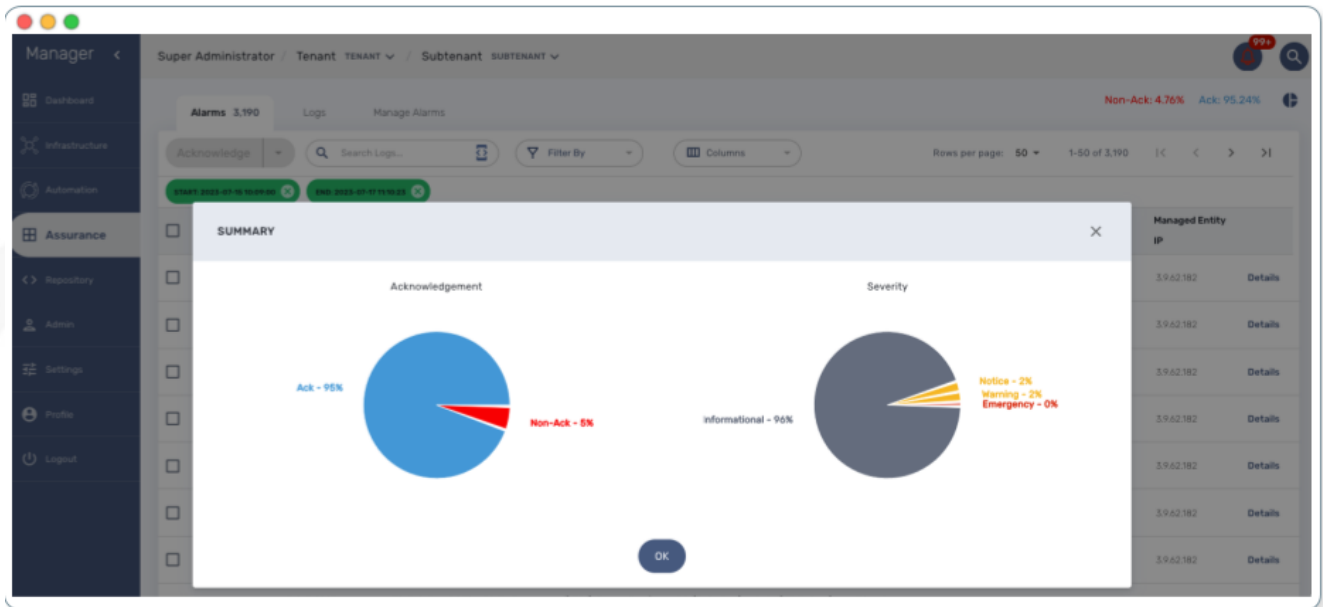 Manager <
Super Administrator / Tenant TENANT / Subtenant SUBTENANT
99+
Dashboard
Infrastructure
Automation
Assurance
<> Repository
Admin
Settings
Profile
Logout
Alarms 3,190 Logs Manage Alarms
Non-Ack: 4.76% Ack: 95.24%
Acknowledge Search Logs... Filter By Columns Rows per page: 50 1-50 of 3,190 |< < > >|
Managed Entity
IP
SUMMARY
Acknowledgement
Ack - 95%
Non-Ack - 5%
Severity
Notice - 2%
Warning - 2%
Emergency - 0%
Informational - 96%
OK
3.9.62.182 Details
3.9.62.182 Details
3.9.62.182 Details
3.9.62.182 Details
3.9.62.182 Details
3.9.62.182 Details
3.9.62.182 Details